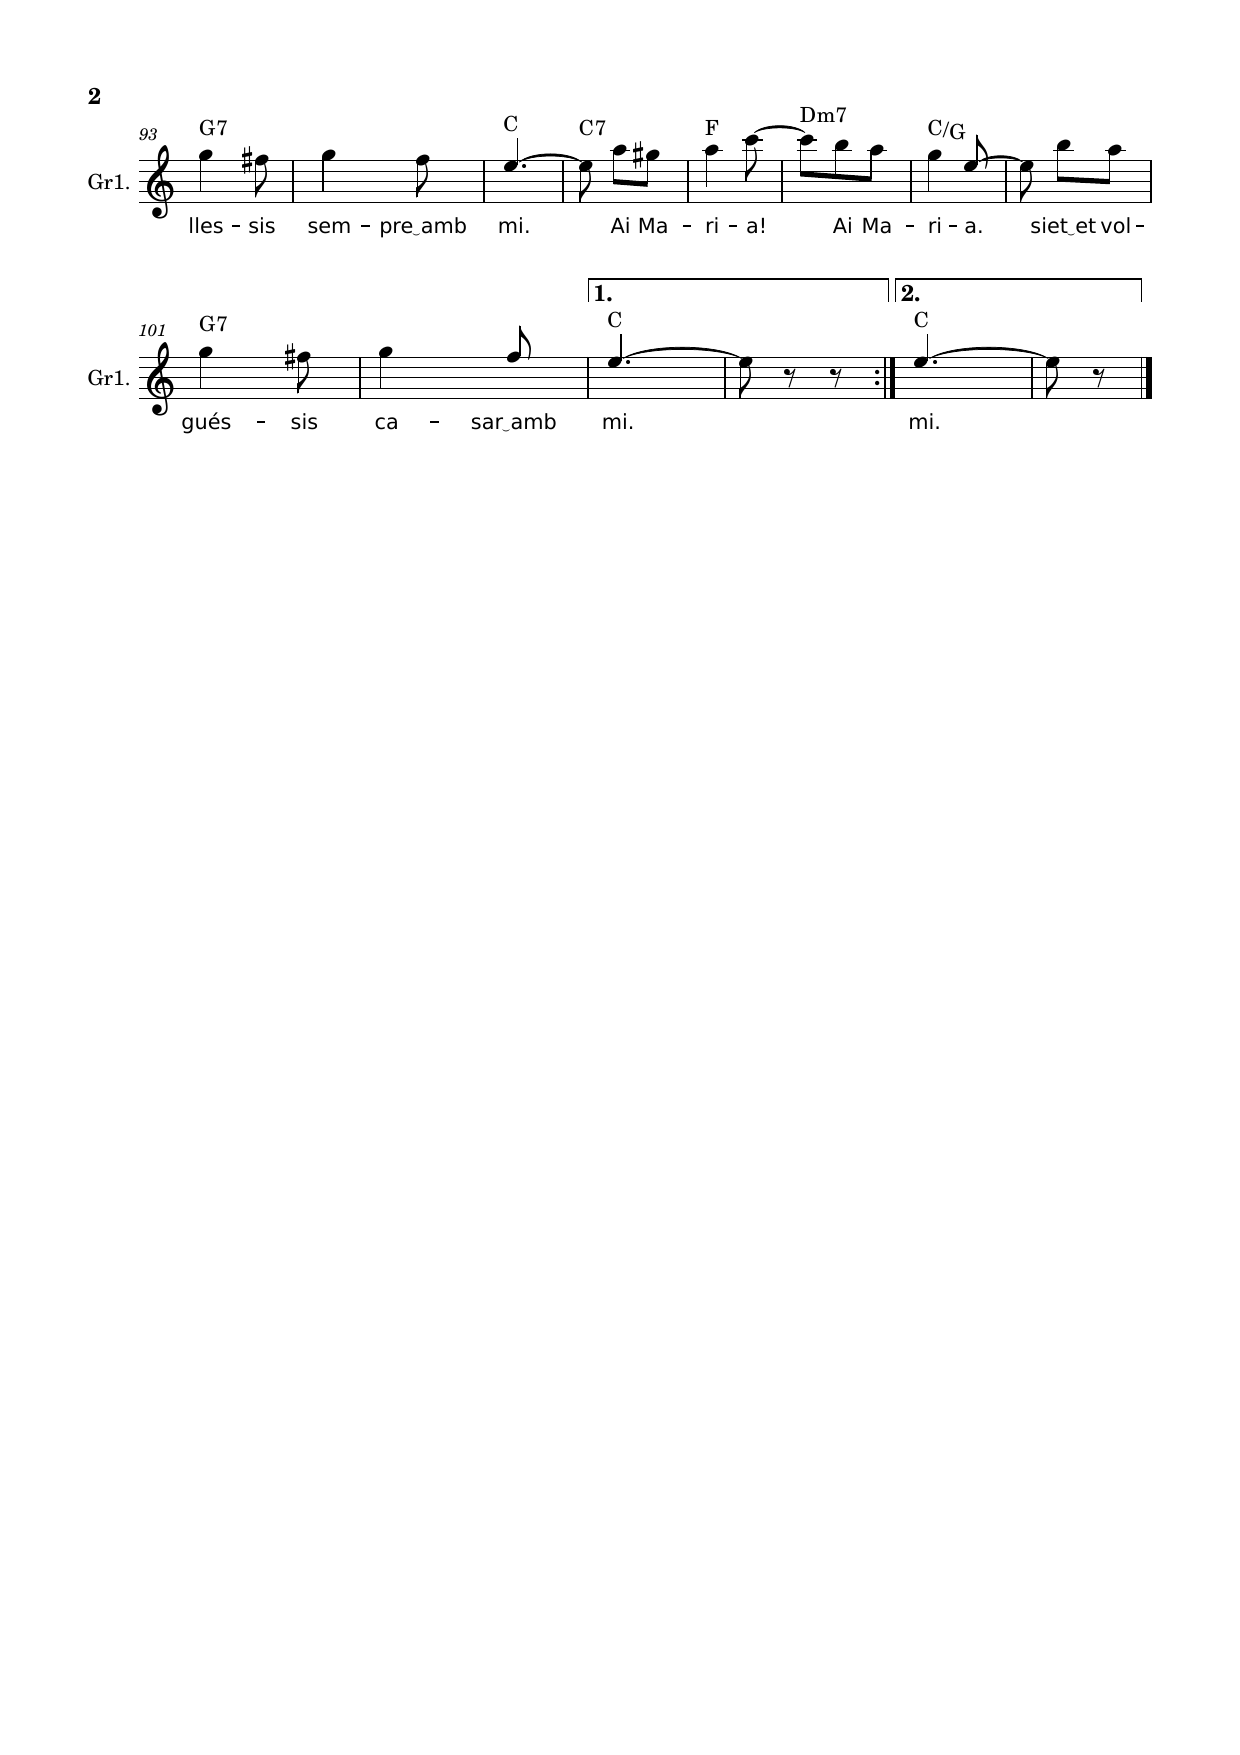 2
93 G7 C C7 F Dm7 C/G
Gr1.
lles – sis sem – pre‿amb mi. Ai Ma – ri – a! Ai Ma – ri – a. siet‿et vol –
1. 2.
101 G7 C C
Gr1.
gués – sis ca – sar‿amb mi. mi.